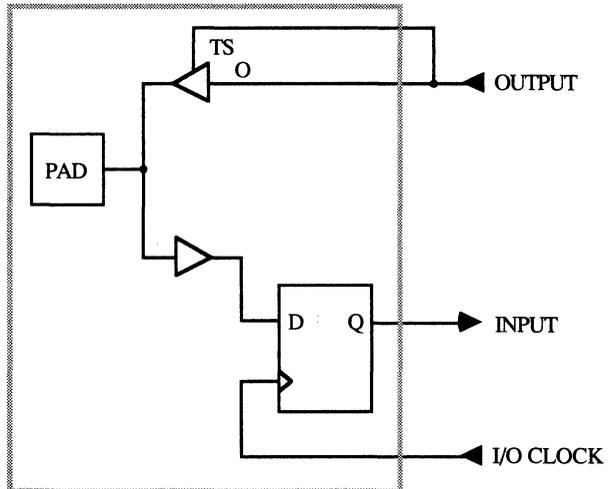 TS
O
OUTPUT
PAD
D Q
INPUT
I/O CLOCK